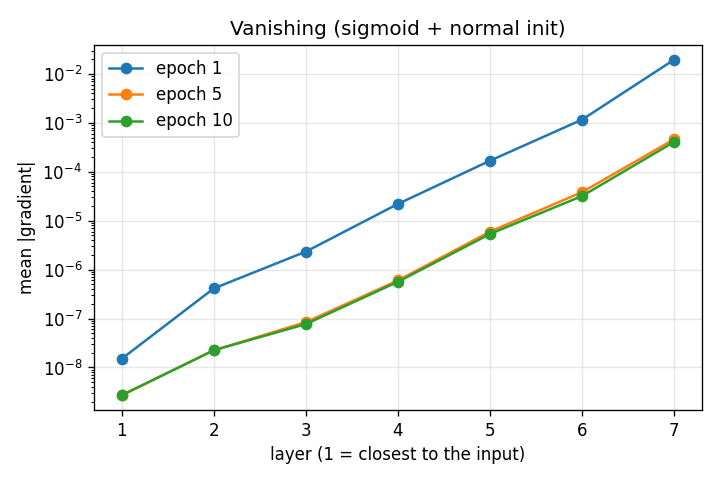 Vanishing (sigmoid + normal init)
epoch 1
epoch 5
epoch 10
mean |gradient|
10⁻²
10⁻³
10⁻⁴
10⁻⁵
10⁻⁶
10⁻⁷
10⁻⁸
1 2 3 4 5 6 7
layer (1 = closest to the input)